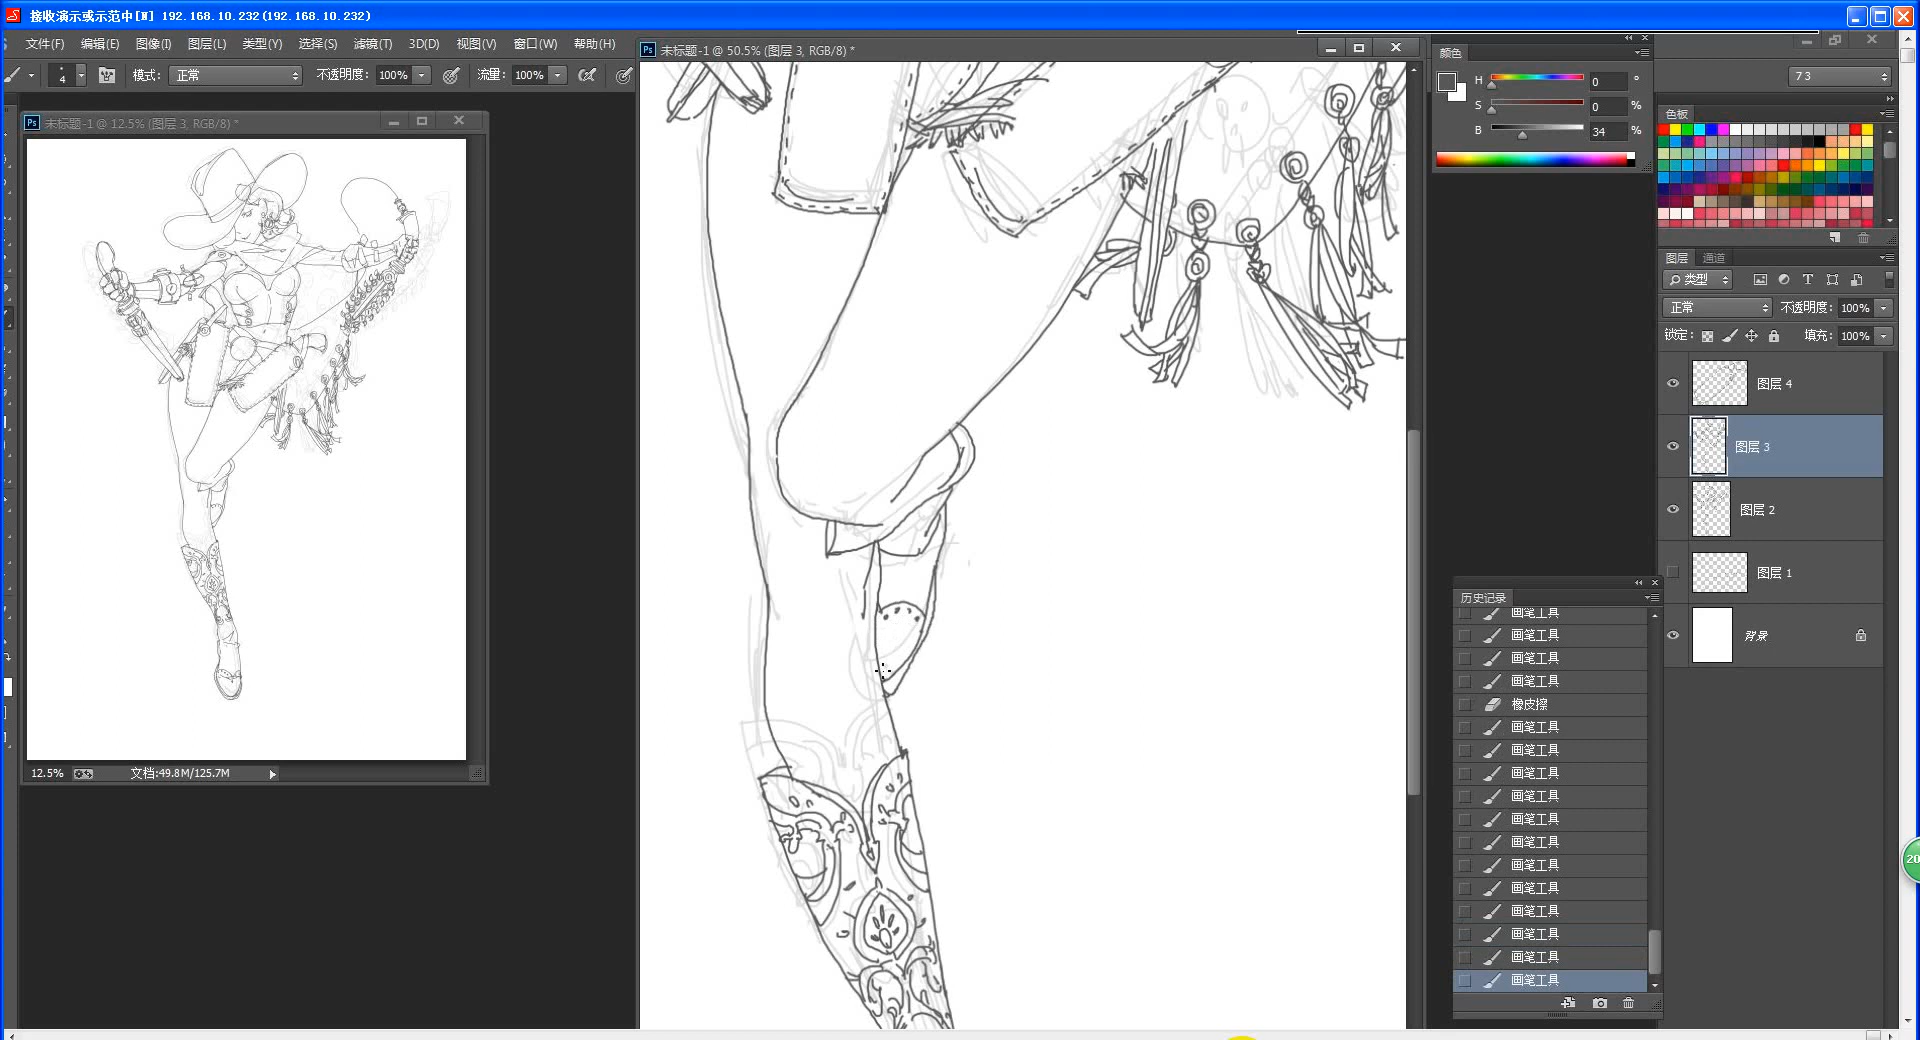 接收演示或示范中[N] 192.168.10.232(192.168.10.232)
文件(F) 编辑(E) 图像(I) 图层(L) 类型(Y) 选择(S) 滤镜(T) 3D(D) 视图(V) 窗口(W) 帮助(H)
4 模式: 正常 不透明度: 100% 流量: 100%
未标题-1 @ 12.5% (图层 3, RGB/8) *
12.5% 文档:49.8M/125.7M
未标题-1 @ 50.5% (图层 3, RGB/8) *
颜色
H 0 °
S 0 %
B 34 %
73
色板
图层 通道
类型
正常 不透明度: 100%
锁定: 填充: 100%
图层 4
图层 3
图层 2
图层 1
背景
历史记录
画笔工具
画笔工具
画笔工具
画笔工具
橡皮擦
画笔工具
画笔工具
画笔工具
画笔工具
画笔工具
画笔工具
画笔工具
画笔工具
画笔工具
画笔工具
画笔工具
画笔工具
20